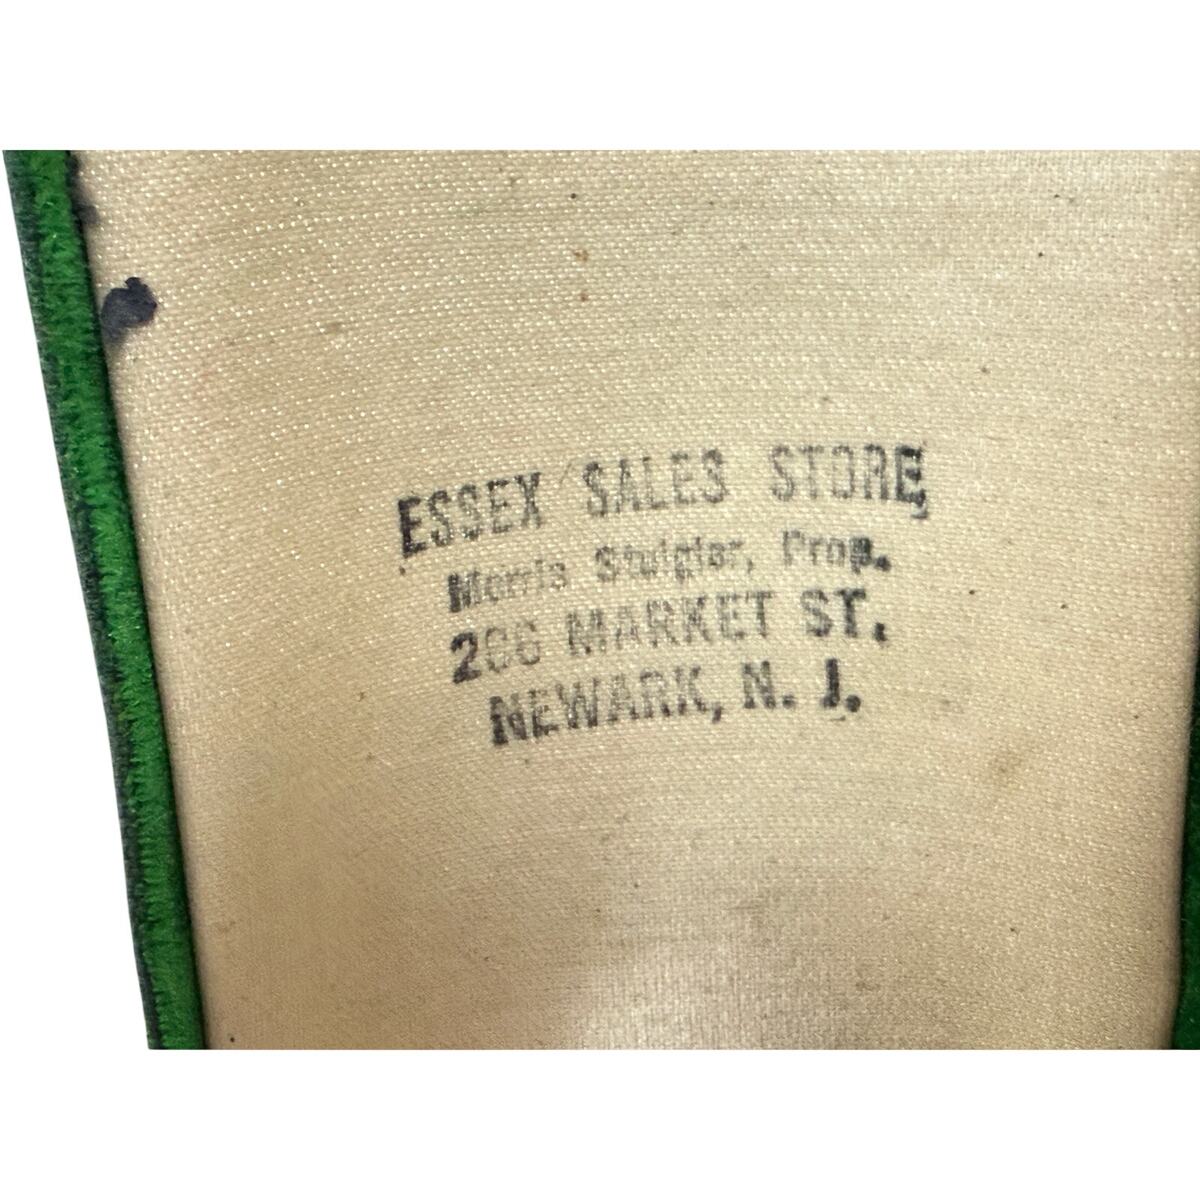 ESSEX SALES STORE,
Morris Prop.
MARKET ST.
NEWARK, N. J.